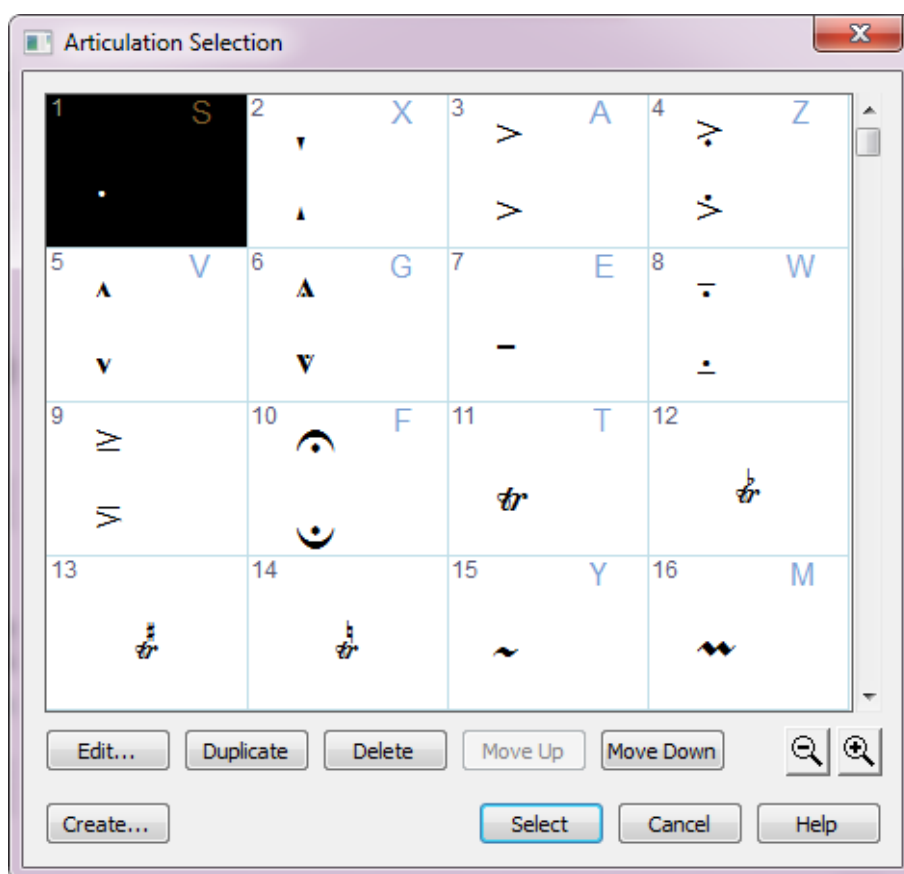 Articulation Selection
1 S 2 X 3 A 4 Z
5 V 6 G 7 E 8 W
9 10 F 11 T 12
tr tr
13 14 15 Y 16 M
tr tr
Edit... Duplicate Delete Move Up Move Down
Create... Select Cancel Help